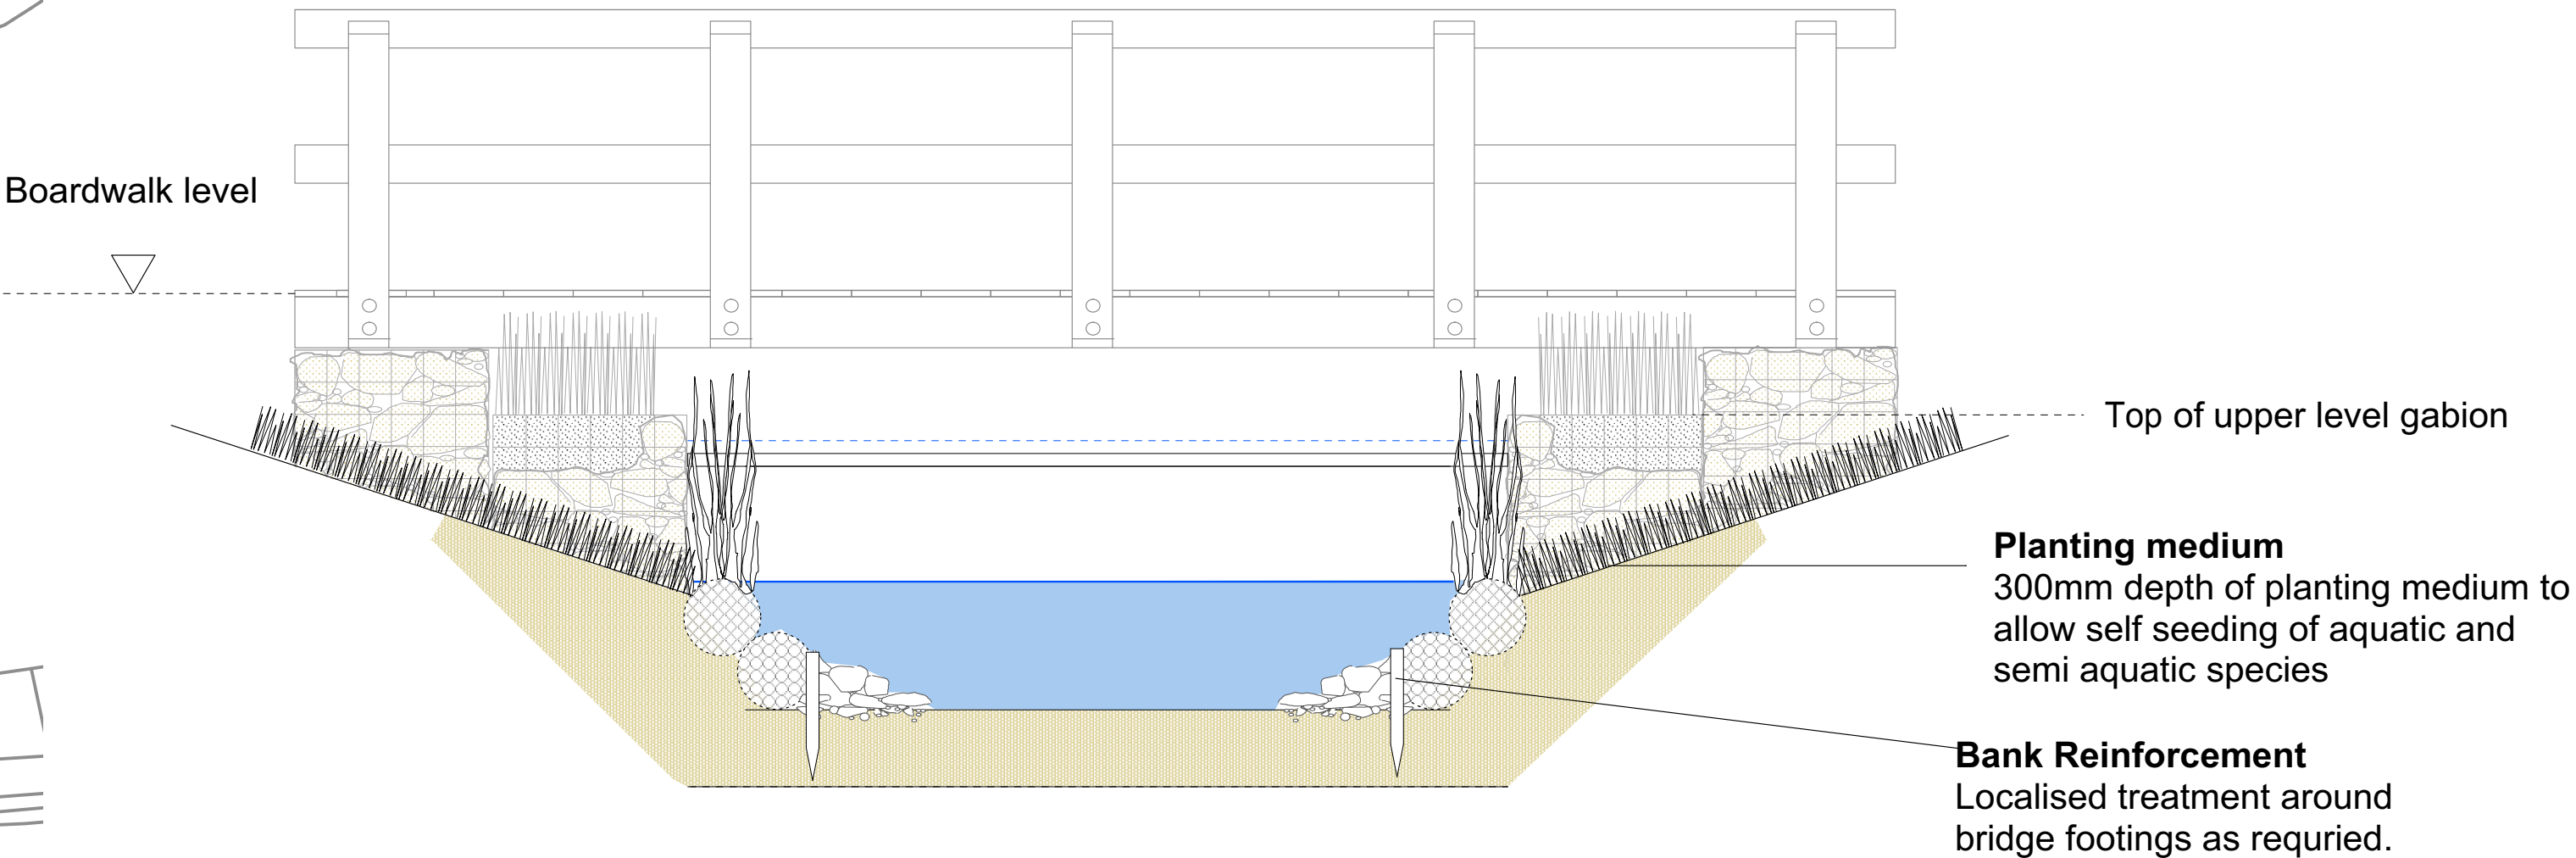 Boardwalk level
Top of upper level gabion
Planting medium
300mm depth of planting medium to
allow self seeding of aquatic and
semi aquatic species
Bank Reinforcement
Localised treatment around
bridge footings as requried.